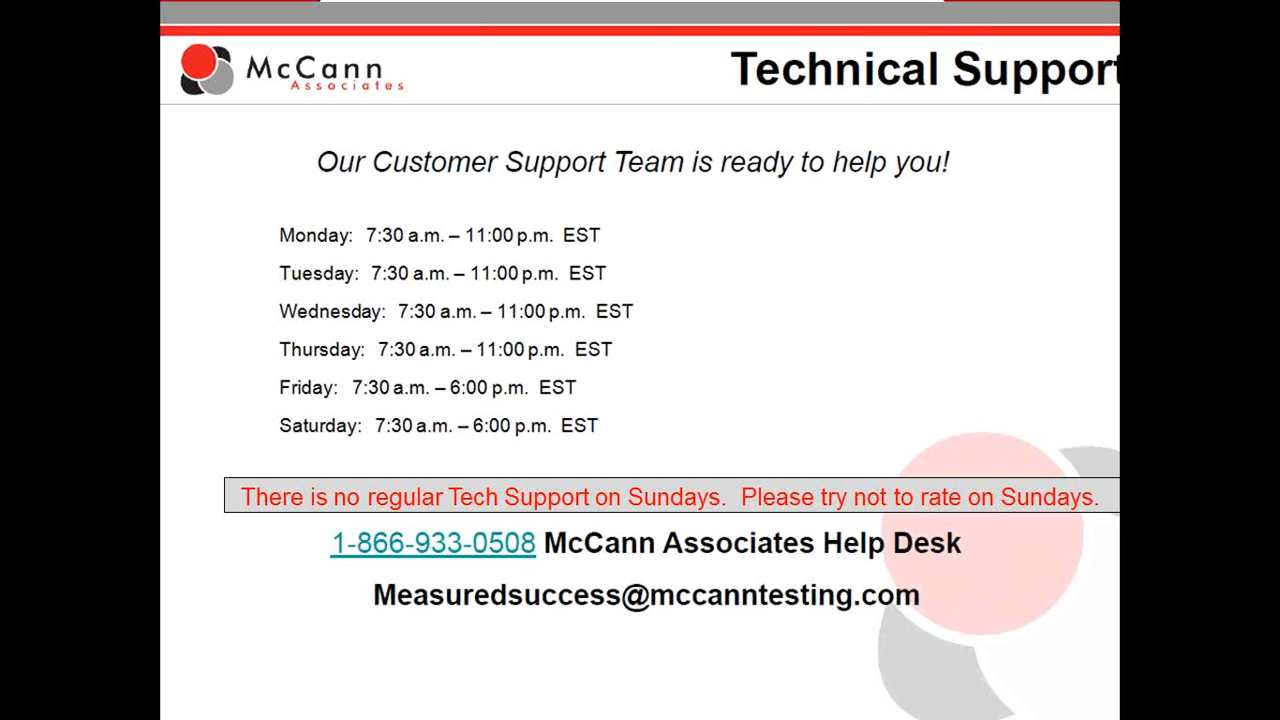 McCann
Associates
Technical Support
Our Customer Support Team is ready to help you!
Monday: 7:30 a.m. – 11:00 p.m. EST
Tuesday: 7:30 a.m. – 11:00 p.m. EST
Wednesday: 7:30 a.m. – 11:00 p.m. EST
Thursday: 7:30 a.m. – 11:00 p.m. EST
Friday: 7:30 a.m. – 6:00 p.m. EST
Saturday: 7:30 a.m. – 6:00 p.m. EST
There is no regular Tech Support on Sundays. Please try not to rate on Sundays.
1-866-933-0508 McCann Associates Help Desk
Measuredsuccess@mccanntesting.com